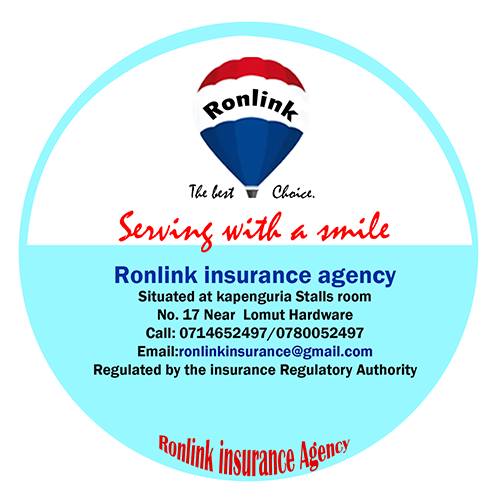 Ronlink
The best Choice.
Serving with a smile
Ronlink insurance agency
Situated at kapenguria Stalls room
No. 17 Near Lomut Hardware
Call: 0714652497/0780052497
Email:ronlinkinsurance@gmail.com
Regulated by the insurance Regulatory Authority
Ronlink insurance Agency